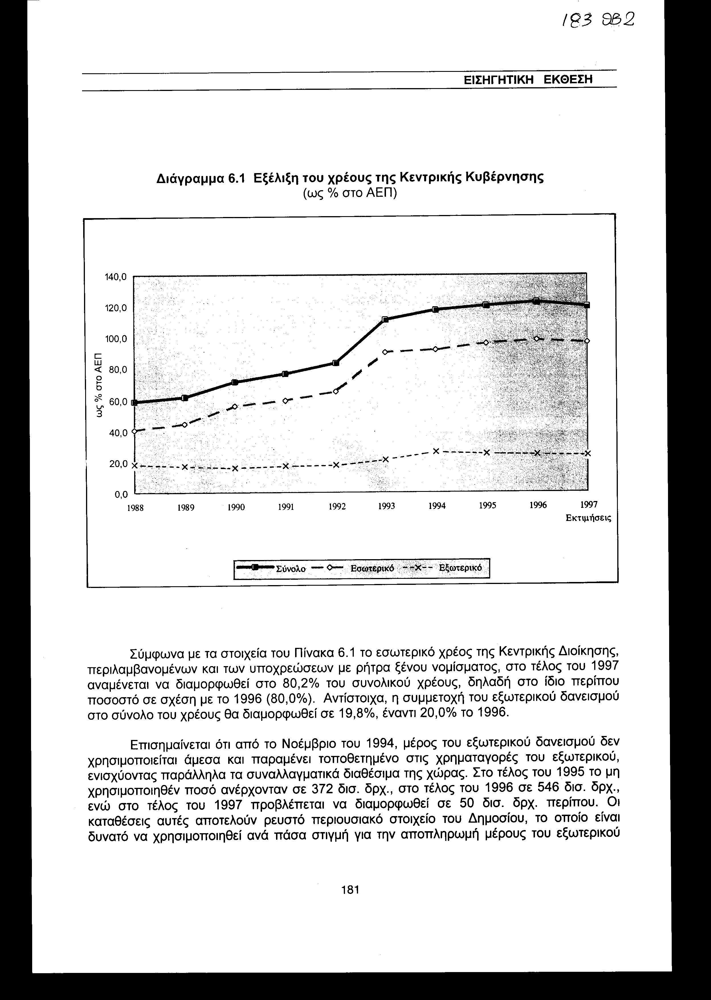 183 ΘΒ2
ΕΙΣΗΓΗΤΙΚΗ ΕΚΘΕΣΗ
Διάγραμμα 6.1 Εξέλιξη του χρέους της Κεντρικής Κυβέρνησης
(ως % στο ΑΕΠ)
ως % στο ΑΕΠ
140,0
120,0
100,0
80,0
60,0
40,0
20,0
0,0
1988 1989 1990 1991 1992 1993 1994 1995 1996 1997
Εκτιμήσεις
Σύνολο Εσωτερικό Εξωτερικό
Σύμφωνα με τα στοιχεία του Πίνακα 6.1 το εσωτερικό χρέος της Κεντρικής Διοίκησης,
περιλαμβανομένων και των υποχρεώσεων με ρήτρα ξένου νομίσματος, στο τέλος του 1997
αναμένεται να διαμορφωθεί στο 80,2% του συνολικού χρέους, δηλαδή στο ίδιο περίπου
ποσοστό σε σχέση με το 1996 (80,0%). Αντίστοιχα, η συμμετοχή του εξωτερικού δανεισμού
στο σύνολο του χρέους θα διαμορφωθεί σε 19,8%, έναντι 20,0% το 1996.
Επισημαίνεται ότι από το Νοέμβριο του 1994, μέρος του εξωτερικού δανεισμού δεν
χρησιμοποιείται άμεσα και παραμένει τοποθετημένο στις χρηματαγορές του εξωτερικού,
ενισχύοντας παράλληλα τα συναλλαγματικά διαθέσιμα της χώρας. Στο τέλος του 1995 το μη
χρησιμοποιηθέν ποσό ανέρχονταν σε 372 δισ. δρχ., στο τέλος του 1996 σε 546 δισ. δρχ.,
ενώ στο τέλος του 1997 προβλέπεται να διαμορφωθεί σε 50 δισ. δρχ. περίπου. Οι
καταθέσεις αυτές αποτελούν ρευστό περιουσιακό στοιχείο του Δημοσίου, το οποίο είναι
δυνατό να χρησιμοποιηθεί ανά πάσα στιγμή για την αποπληρωμή μέρους του εξωτερικού
181